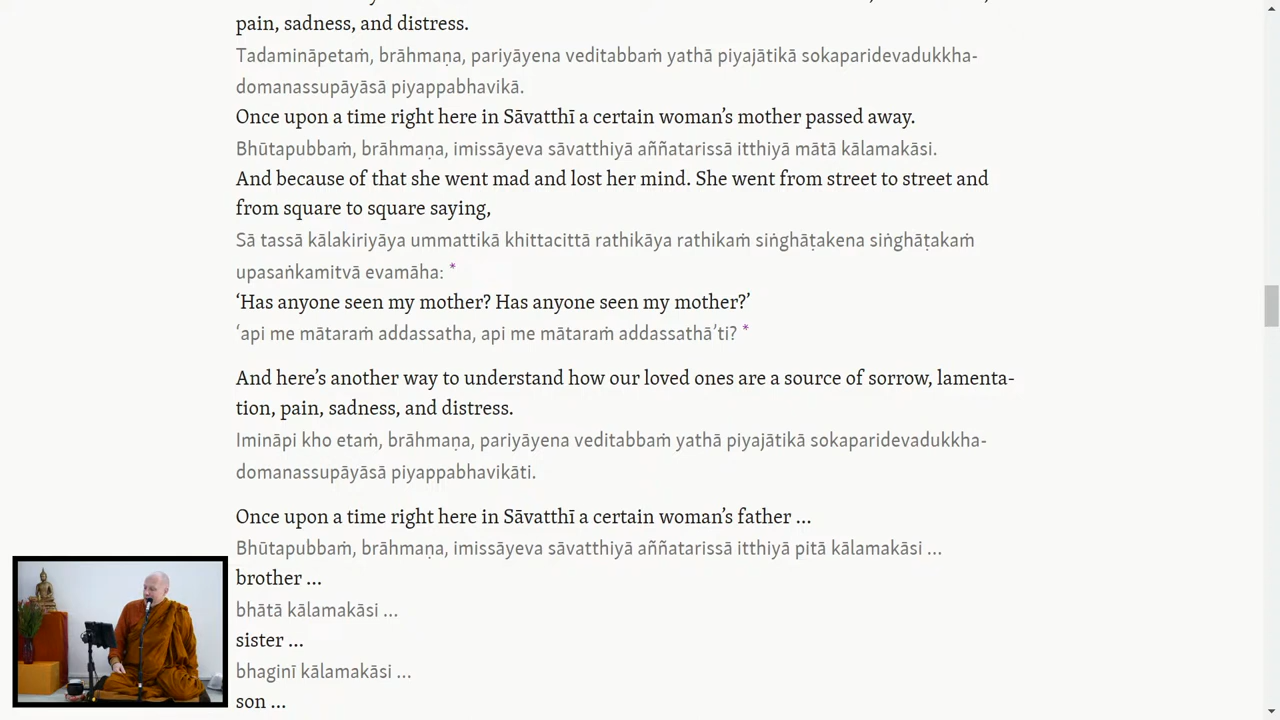 pain, sadness, and distress.
Tadamināpetaṁ, brāhmaṇa, pariyāyena veditabbaṁ yathā piyajātikā sokaparidevadukkha-
domanassupāyāsā piyappabhavikā.
Once upon a time right here in Sāvatthī a certain woman’s mother passed away.
Bhūtapubbaṁ, brāhmaṇa, imissāyeva sāvatthiyā aññatarissā itthiyā mātā kālamakāsi.
And because of that she went mad and lost her mind. She went from street to street and
from square to square saying,
Sā tassā kālakiriyāya ummattikā khittacittā rathikāya rathikaṁ siṅghāṭakena siṅghāṭakaṁ
upasaṅkamitvā evamāha: *
‘Has anyone seen my mother? Has anyone seen my mother?’
‘api me mātaraṁ addassatha, api me mātaraṁ addassathā’ti? *
And here’s another way to understand how our loved ones are a source of sorrow, lamenta-
tion, pain, sadness, and distress.
Imināpi kho etaṁ, brāhmaṇa, pariyāyena veditabbaṁ yathā piyajātikā sokaparidevadukkha-
domanassupāyāsā piyappabhavikāti.
Once upon a time right here in Sāvatthī a certain woman’s father …
Bhūtapubbaṁ, brāhmaṇa, imissāyeva sāvatthiyā aññatarissā itthiyā pitā kālamakāsi …
brother …
bhātā kālamakāsi …
sister …
bhaginī kālamakāsi …
son …